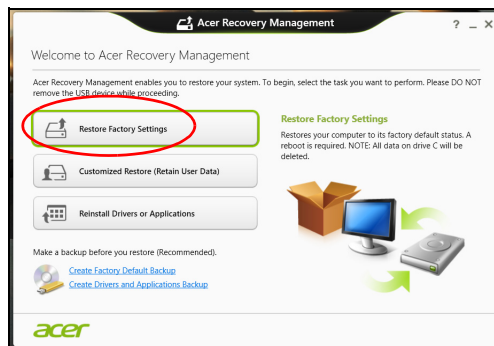 Acer Recovery Management
? _ X
Welcome to Acer Recovery Management
Acer Recovery Management enables you to restore your system. To begin, select the task you want to perform. Please DO NOT
remove the USB device while proceeding.
Restore Factory Settings
Customized Restore (Retain User Data)
Reinstall Drivers or Applications
Restore Factory Settings
Restores your computer to its factory default status. A
reboot is required. NOTE: All data on drive C will be
deleted.
Make a backup before you restore (Recommended).
Create Factory Default Backup
Create Drivers and Applications Backup
acer